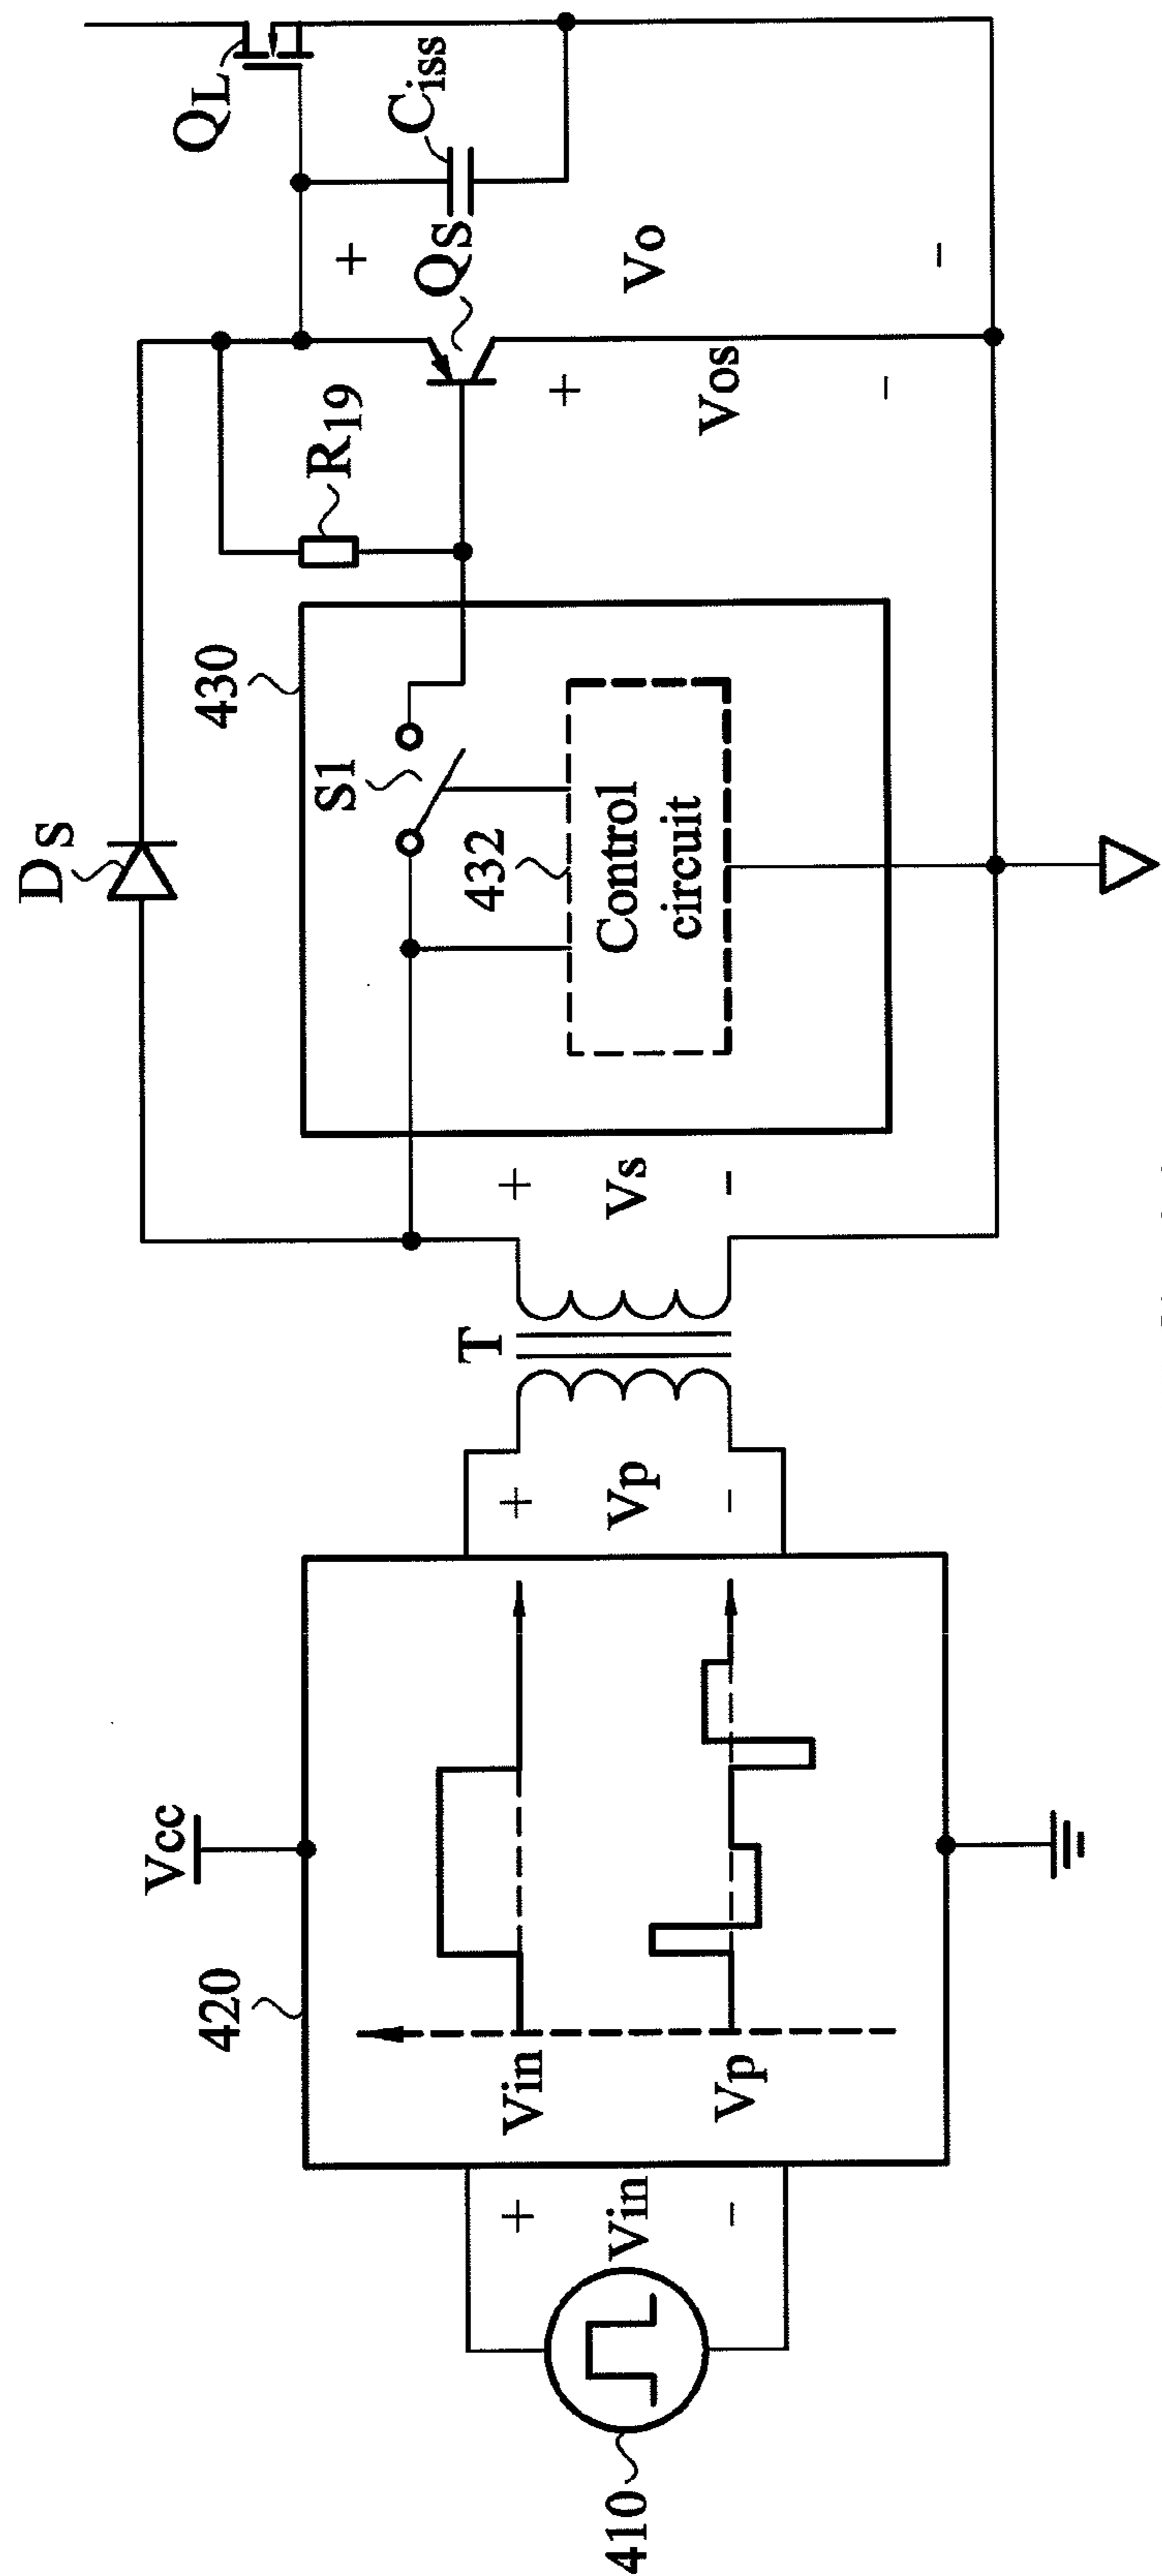 410
+
Vin
-
420
Vcc
Vin
Vp
+
Vp
-
T
+
Vs
-
DS
430
S1
432
Control
circuit
R19
QS
+
Vos
-
+
Vo
-
Ciss
QL